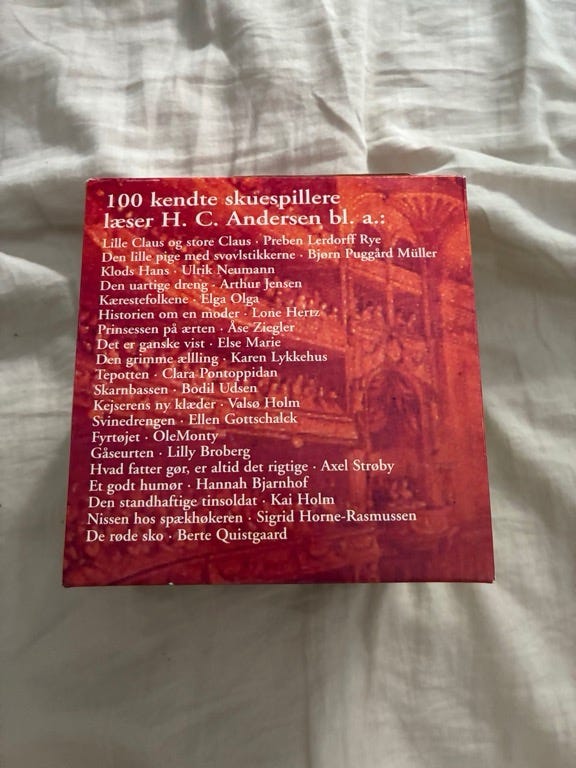 100 kendte skuespillere
læser H. C. Andersen bl. a.:
Lille Claus og store Claus · Preben Lerdorff Rye
Den lille pige med svovlstikkerne · Bjørn Puggård Müller
Klods Hans · Ulrik Neumann
Den uartige dreng · Arthur Jensen
Kærestefolkene · Elga Olga
Historien om en moder · Lone Hertz
Prinsessen på ærten · Åse Ziegler
Det er ganske vist · Else Marie
Den grimme ællling · Karen Lykkehus
Tepotten · Clara Pontoppidan
Skarnbassen · Bodil Udsen
Kejserens ny klæder · Valsø Holm
Svinedrengen · Ellen Gottschalck
Fyrtøjet · OleMonty
Gåseurten · Lilly Broberg
Hvad fatter gør, er altid det rigtige · Axel Strøby
Et godt humør · Hannah Bjarnhof
Den standhaftige tinsoldat · Kai Holm
Nissen hos spækhøkeren · Sigrid Horne-Rasmussen
De røde sko · Berte Quistgaard